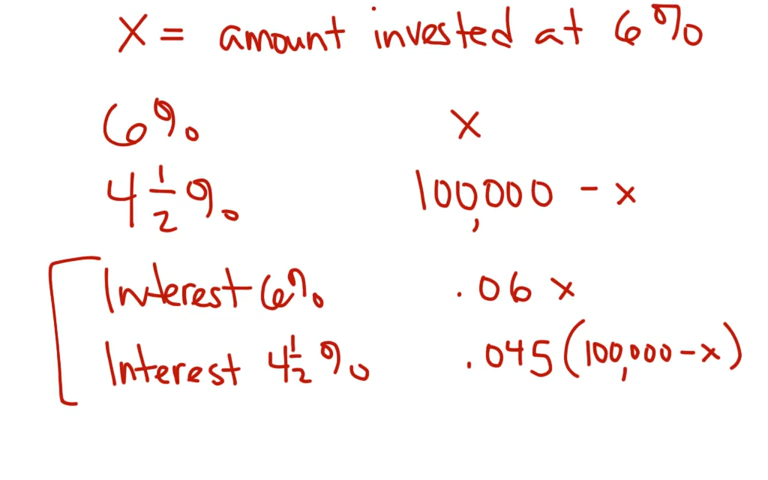 X = amount invested at 6%
6% x
4 1/2 % 100,000 - x
Interest 6% .06 x
Interest 4 1/2 % .045 (100,000 - x)